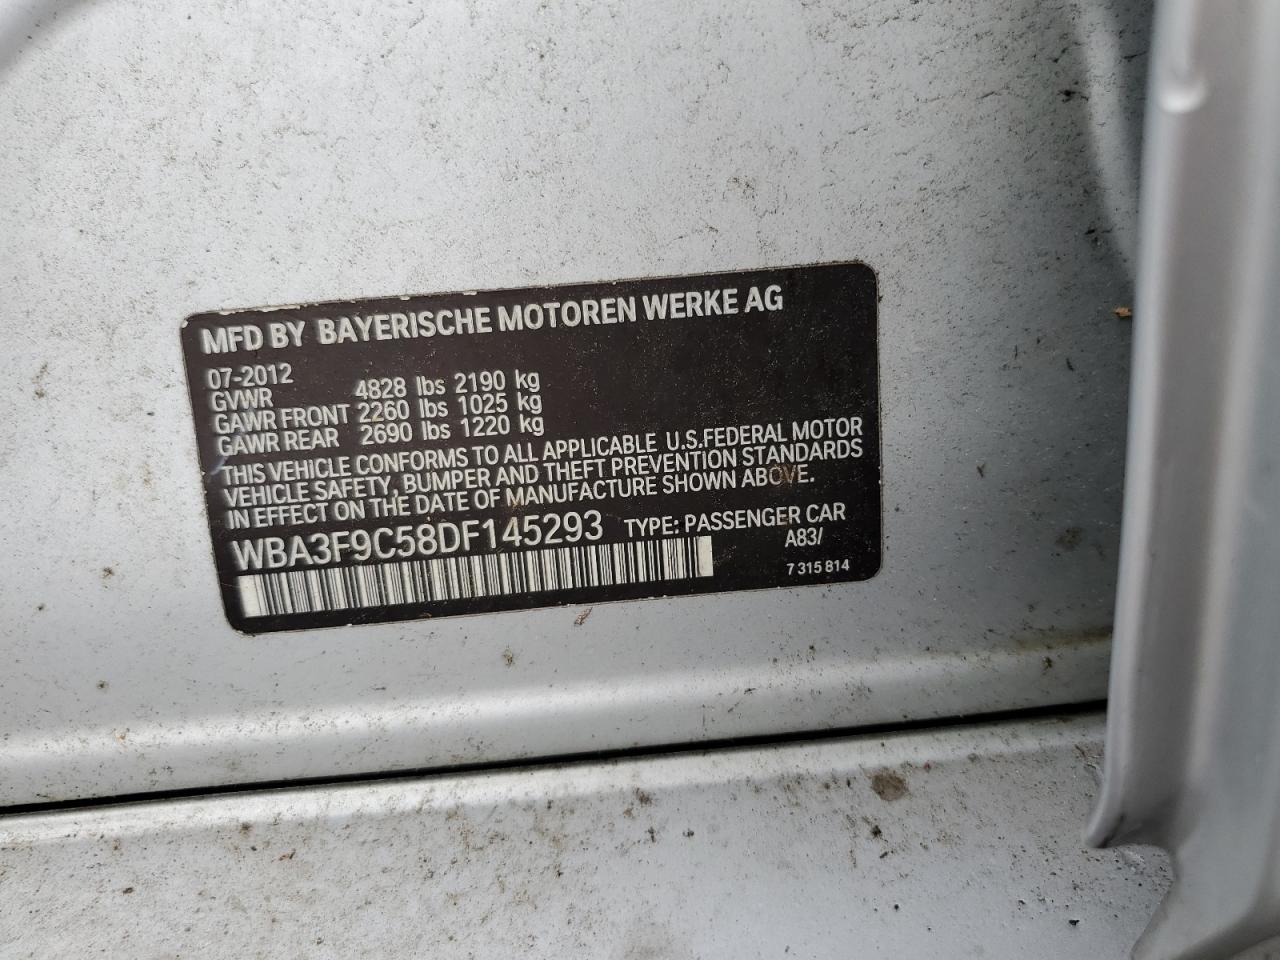 MFD BY BAYERISCHE MOTOREN WERKE AG
07-2012
GVWR 4828 lbs 2190 kg
GAWR FRONT 2260 lbs 1025 kg
GAWR REAR 2690 lbs 1220 kg
THIS VEHICLE CONFORMS TO ALL APPLICABLE U.S.FEDERAL MOTOR
VEHICLE SAFETY, BUMPER AND THEFT PREVENTION STANDARDS
IN EFFECT ON THE DATE OF MANUFACTURE SHOWN ABOVE.
WBA3F9C58DF145293 TYPE: PASSENGER CAR
A83/
7 315 814